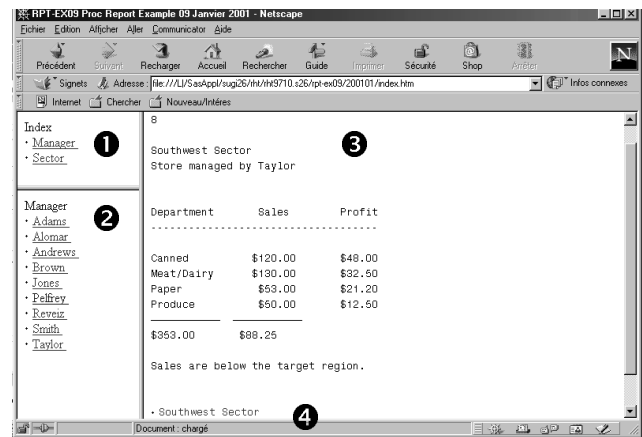 RPT-EX09 Proc Report Example 09 Janvier 2001 - Netscape
Fichier Edition Afficher Aller Communicator Aide
Précédent Suivant Recharger Accueil Rechercher Guide Imprimer Sécurité Shop Arrêter
N
Signets Adresse : file:///L|/SasAppl/sugi26/rht/rht9710.s26/rpt-ex09/200101/index.htm Infos connexes
Internet Chercher Nouveau/Intéres
Index
• Manager
• Sector
1
Manager
• Adams
• Alomar
• Andrews
• Brown
• Jones
• Pelfrey
• Reveiz
• Smith
• Taylor
2
8
3
Southwest Sector
Store managed by Taylor
Department Sales Profit
- - - - - - - - - - - - - - - - - - - - - - - - - - - - - - - - - - -
Canned $120.00 $48.00
Meat/Dairy $130.00 $32.50
Paper $53.00 $21.20
Produce $50.00 $12.50
$353.00 $88.25
Sales are below the target region.
• Southwest Sector
4
Document : chargé